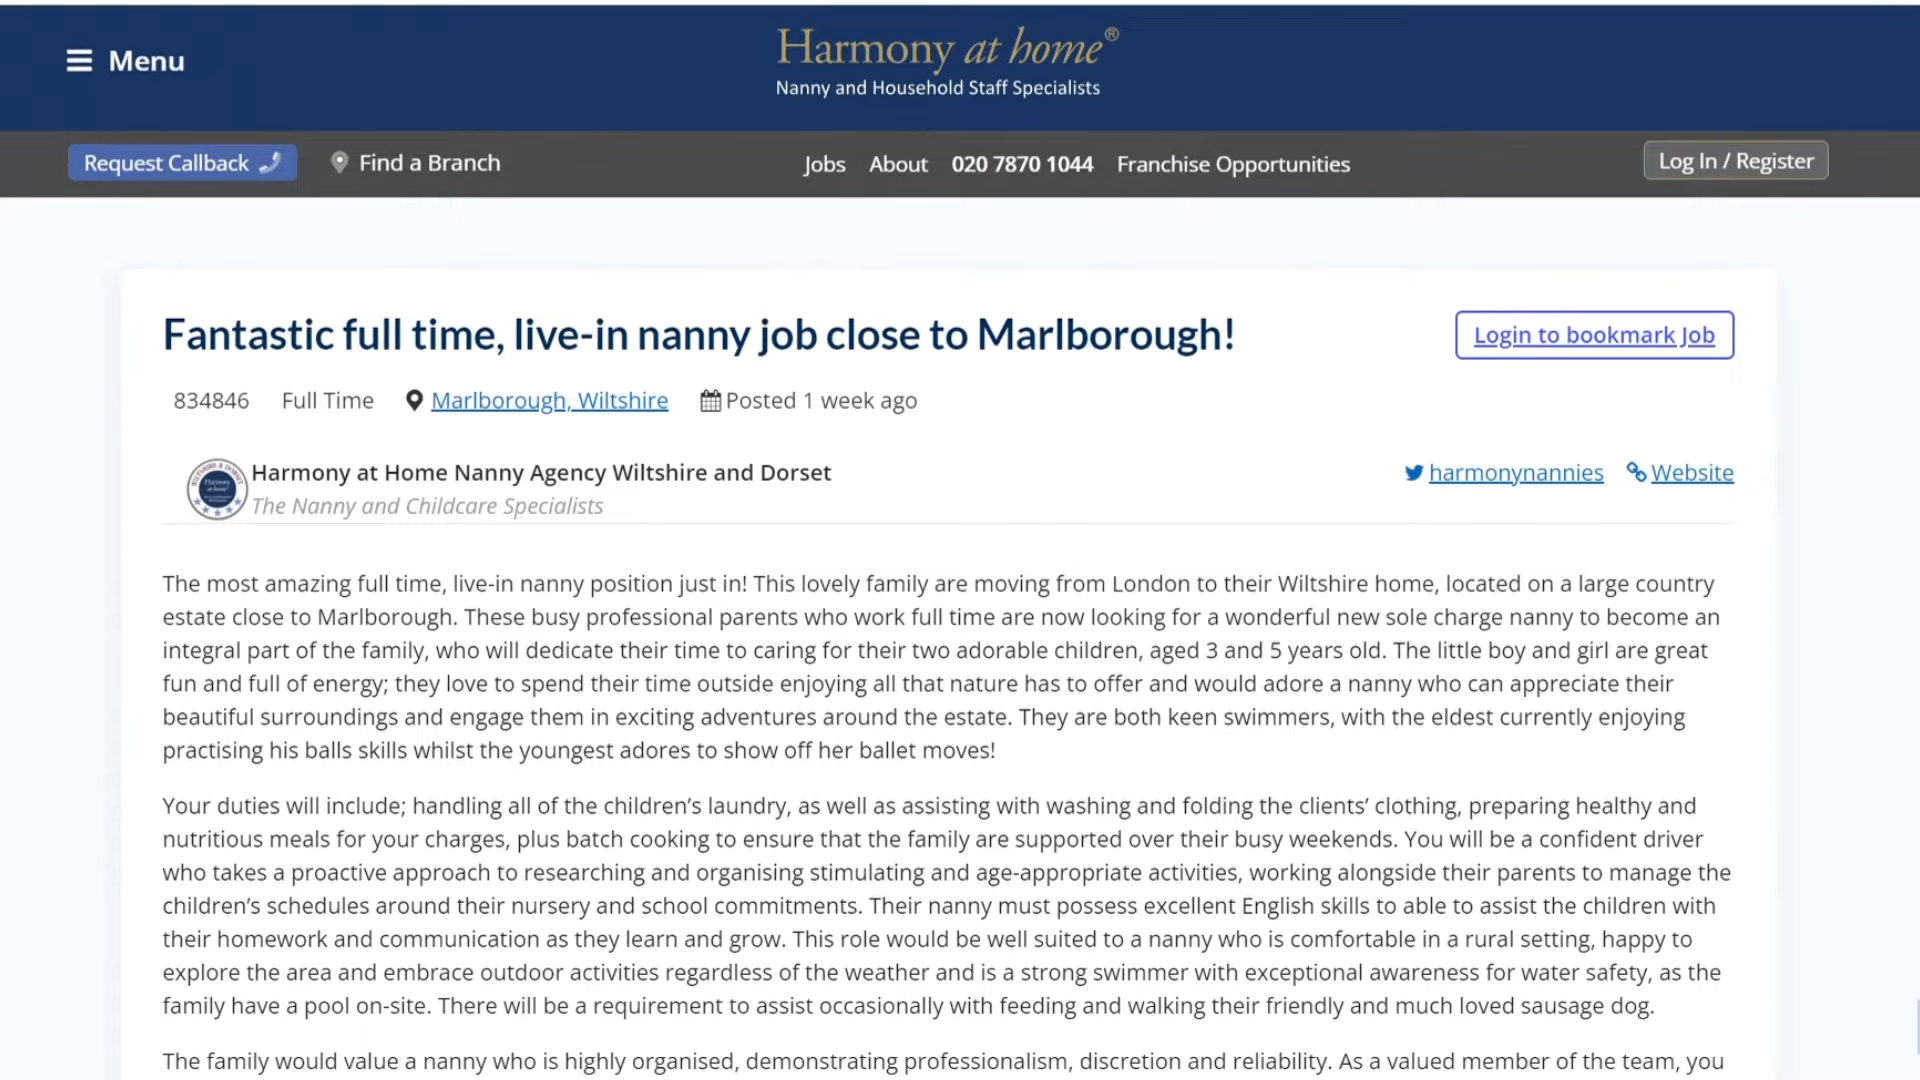 Menu
Harmony at home®
Nanny and Household Staff Specialists
Request Callback
Find a Branch
Jobs
About
020 7870 1044
Franchise Opportunities
Log In / Register
Fantastic full time, live-in nanny job close to Marlborough!
Login to bookmark Job
834846
Full Time
Marlborough, Wiltshire
Posted 1 week ago
Harmony at Home Nanny Agency Wiltshire and Dorset
The Nanny and Childcare Specialists
harmonynannies
Website
The most amazing full time, live-in nanny position just in! This lovely family are moving from London to their Wiltshire home, located on a large country
estate close to Marlborough. These busy professional parents who work full time are now looking for a wonderful new sole charge nanny to become an
integral part of the family, who will dedicate their time to caring for their two adorable children, aged 3 and 5 years old. The little boy and girl are great
fun and full of energy; they love to spend their time outside enjoying all that nature has to offer and would adore a nanny who can appreciate their
beautiful surroundings and engage them in exciting adventures around the estate. They are both keen swimmers, with the eldest currently enjoying
practising his balls skills whilst the youngest adores to show off her ballet moves!
Your duties will include; handling all of the children’s laundry, as well as assisting with washing and folding the clients’ clothing, preparing healthy and
nutritious meals for your charges, plus batch cooking to ensure that the family are supported over their busy weekends. You will be a confident driver
who takes a proactive approach to researching and organising stimulating and age-appropriate activities, working alongside their parents to manage the
children’s schedules around their nursery and school commitments. Their nanny must possess excellent English skills to able to assist the children with
their homework and communication as they learn and grow. This role would be well suited to a nanny who is comfortable in a rural setting, happy to
explore the area and embrace outdoor activities regardless of the weather and is a strong swimmer with exceptional awareness for water safety, as the
family have a pool on-site. There will be a requirement to assist occasionally with feeding and walking their friendly and much loved sausage dog.
The family would value a nanny who is highly organised, demonstrating professionalism, discretion and reliability. As a valued member of the team, you